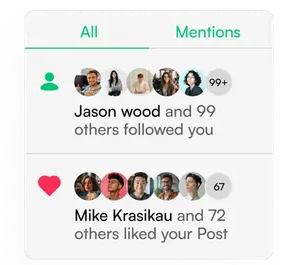 All
Mentions
99+
Jason wood and 99
others followed you
67
Mike Krasikau and 72
others liked your Post